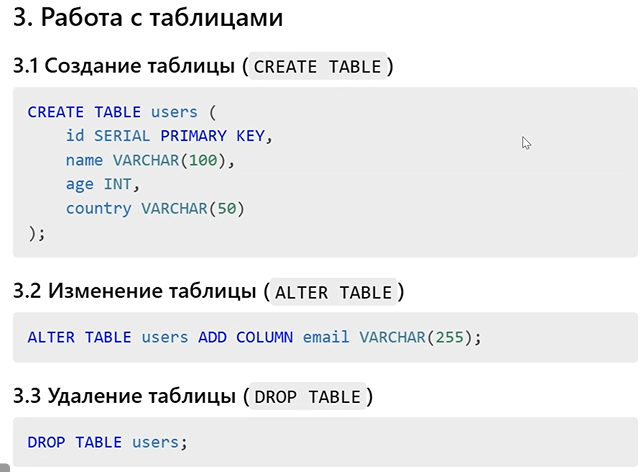 3. Работа с таблицами
3.1 Создание таблицы (CREATE TABLE)
CREATE TABLE users (
    id SERIAL PRIMARY KEY,
    name VARCHAR(100),
    age INT,
    country VARCHAR(50)
);
3.2 Изменение таблицы (ALTER TABLE)
ALTER TABLE users ADD COLUMN email VARCHAR(255);
3.3 Удаление таблицы (DROP TABLE)
DROP TABLE users;